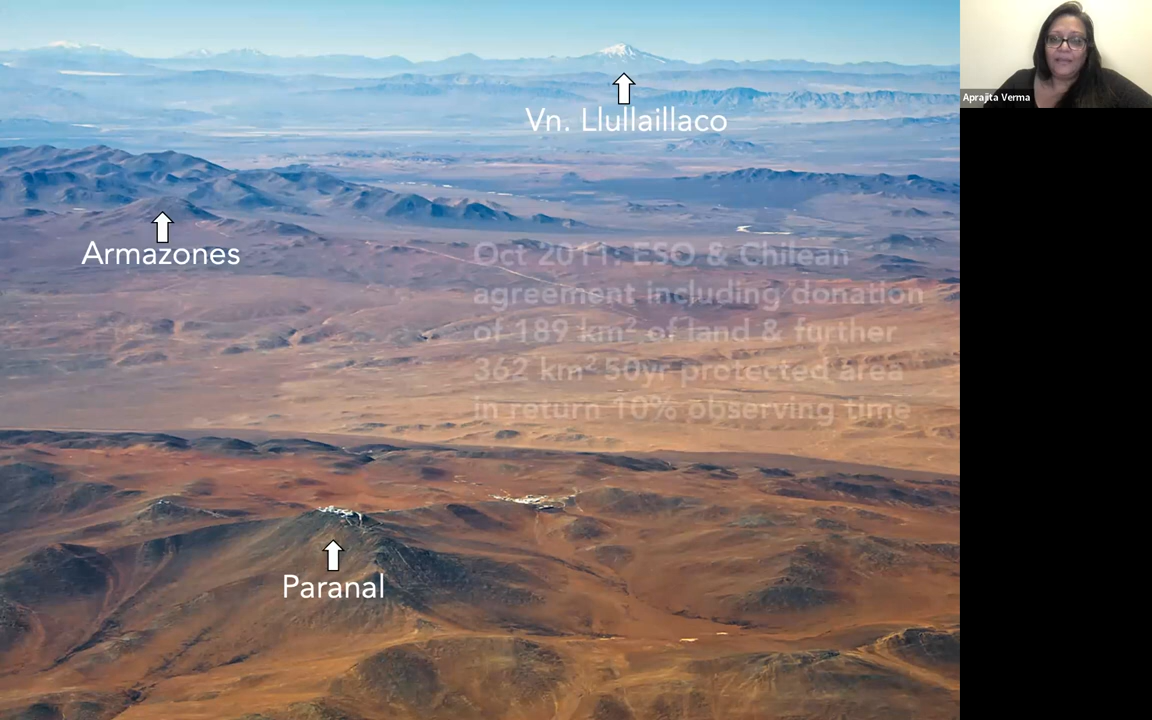 Aprajita Verma
Vn. Llullaillaco
Armazones
Oct 2011: ESO & Chilean
agreement including donation
of 189 km² of land & further
362 km² 50yr protected area
in return 10% observing time
Paranal